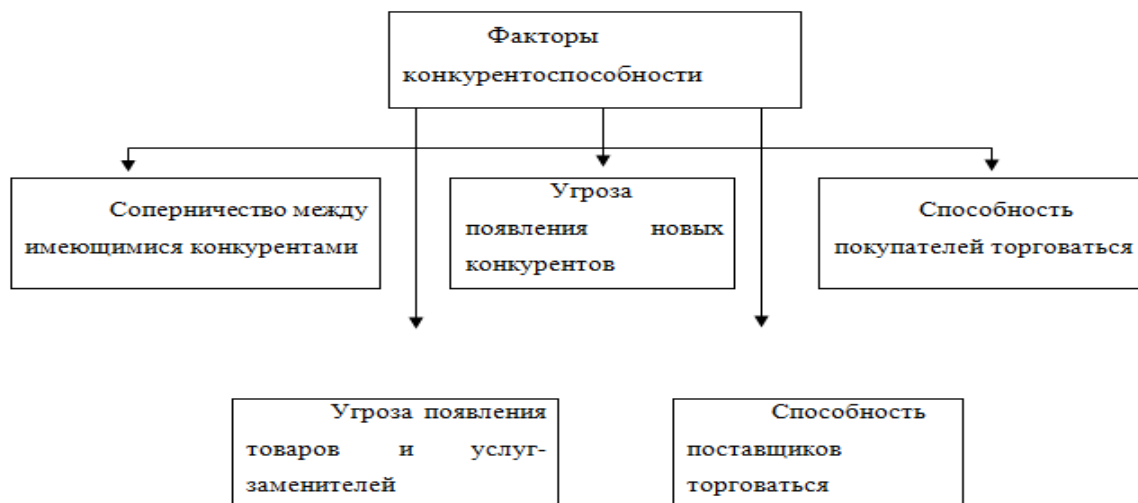 Факторы
конкурентоспособности
Соперничество между
имеющимися конкурентами
Угроза
появления новых
конкурентов
Способность
покупателей торговаться
Угроза появления
товаров и услуг-
заменителей
Способность
поставщиков
торговаться